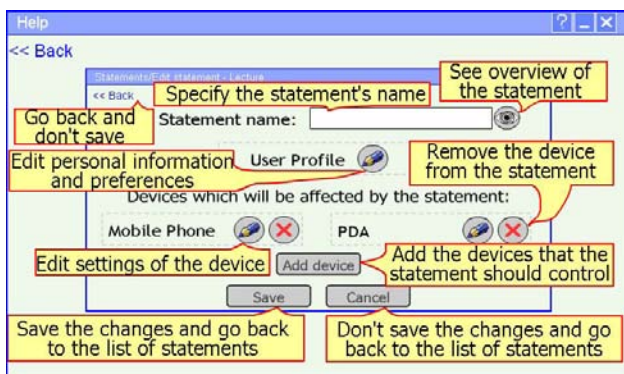 Help
<< Back
Statements/Edit statement - Lecture
<< Back
Specify the statement's name
See overview of
the statement
Go back and
don't save
Statement name:
Edit personal information
and preferences
User Profile
Remove the device
from the statement
Devices which will be affected by the statement:
Mobile Phone
PDA
Edit settings of the device
Add device
Add the devices that the
statement should control
Save
Cancel
Save the changes and go back
to the list of statements
Don't save the changes and go
back to the list of statements